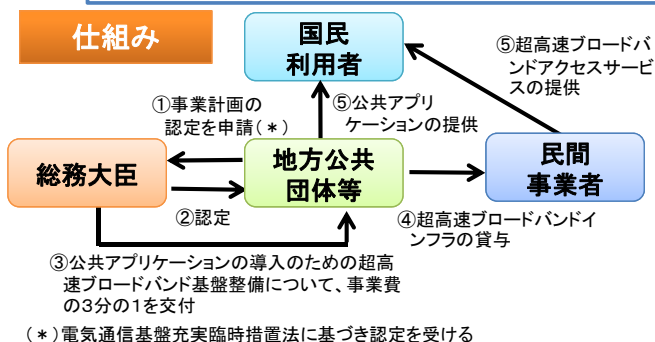 仕組み
国民
利用者
⑤超高速ブロードバ
ンドアクセスサービ
スの提供
①事業計画の
認定を申請(*)
⑤公共アプリ
ケーションの提供
総務大臣
地方公共
団体等
民間
事業者
②認定
④超高速ブロードバンドイ
ンフラの貸与
③公共アプリケーションの導入のための超高
速ブロードバンド基盤整備について、事業費
の3分の1を交付
(*)電気通信基盤充実臨時措置法に基づき認定を受ける